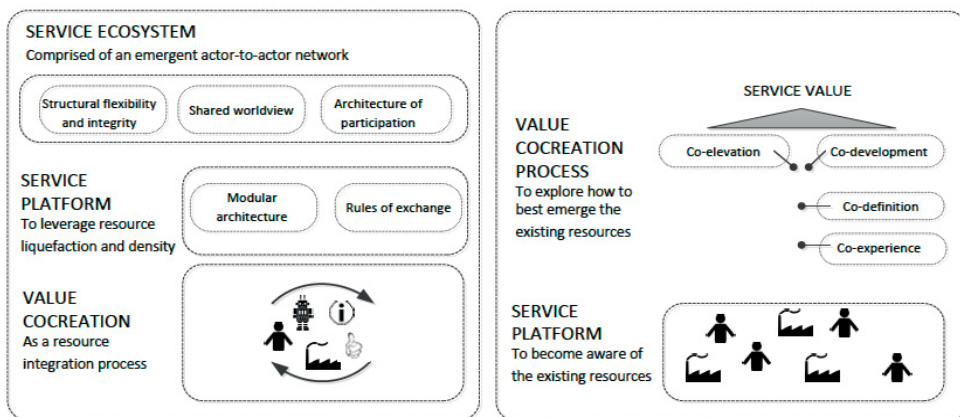 SERVICE ECOSYSTEM
Comprised of an emergent actor-to-actor network
Structural flexibility
and integrity
Shared worldview
Architecture of
participation
SERVICE
PLATFORM
To leverage resource
liquefaction and density
Modular
architecture
Rules of exchange
VALUE
COCREATION
As a resource
integration process
i
SERVICE VALUE
VALUE
COCREATION
PROCESS
To explore how to
best emerge the
existing resources
Co-elevation
Co-development
Co-definition
Co-experience
SERVICE
PLATFORM
To become aware of
the existing resources